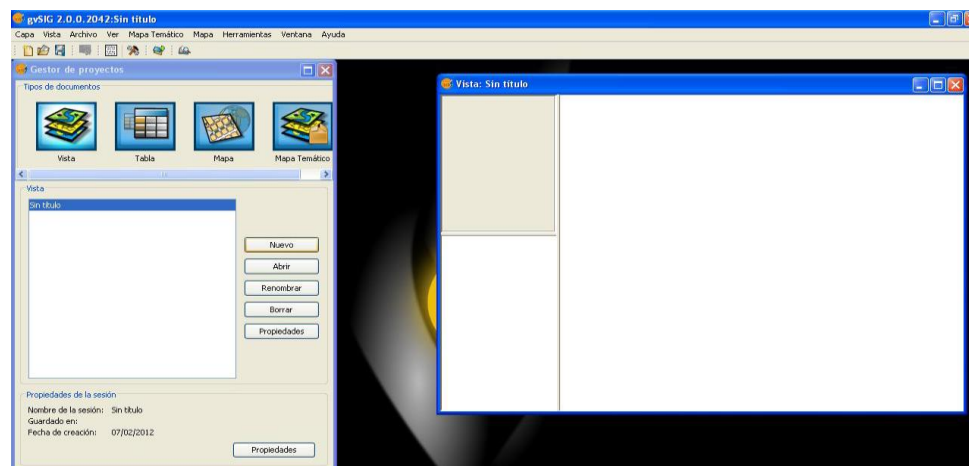 gvSIG 2.0.0.2042:Sin título
Capa Vista Archivo Ver Mapa Temático Mapa Herramientas Ventana Ayuda
Gestor de proyectos
Tipos de documentos
Vista Tabla Mapa Mapa Temático
Vista
Sin título
Nuevo
Abrir
Renombrar
Borrar
Propiedades
Propiedades de la sesión
Nombre de la sesión: Sin título
Guardado en:
Fecha de creación: 07/02/2012
Propiedades
Vista: Sin título